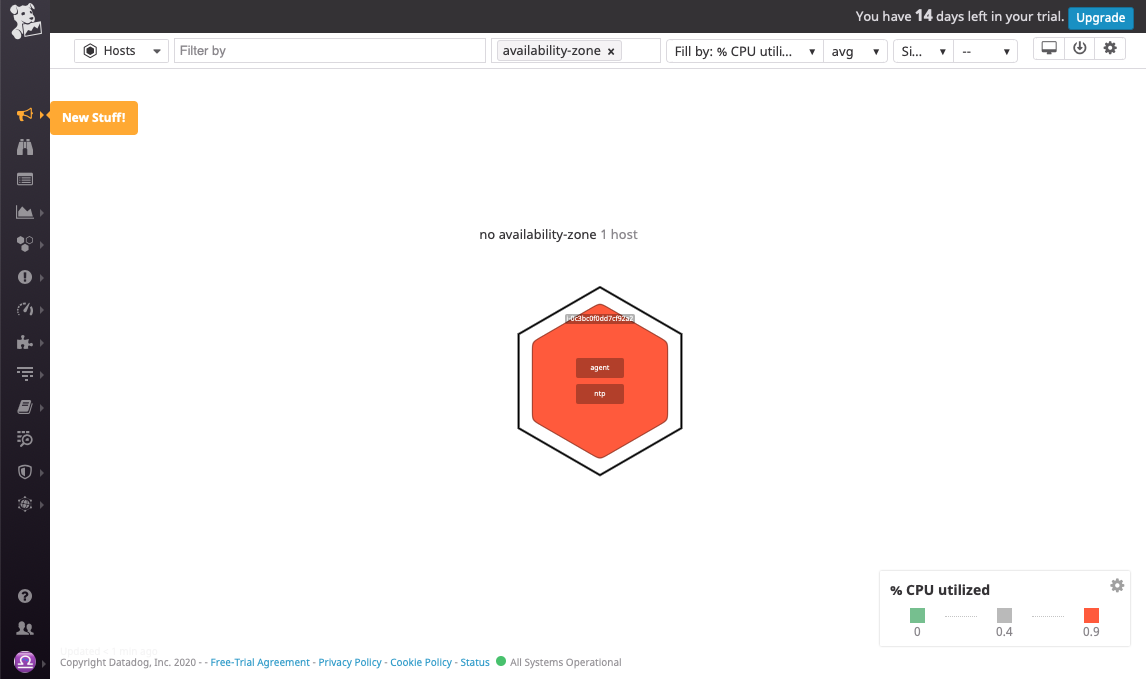 You have 14 days left in your trial. Upgrade
Hosts Filter by availability-zone × Fill by: % CPU utili... avg Si... --
New Stuff!
no availability-zone 1 host
i-0c3bc0f0dd7cf92a2
agent
ntp
% CPU utilized
0 0.4 0.9
Updated ~ 1 min ago
Copyright Datadog, Inc. 2020 - - Free-Trial Agreement - Privacy Policy - Cookie Policy - Status All Systems Operational